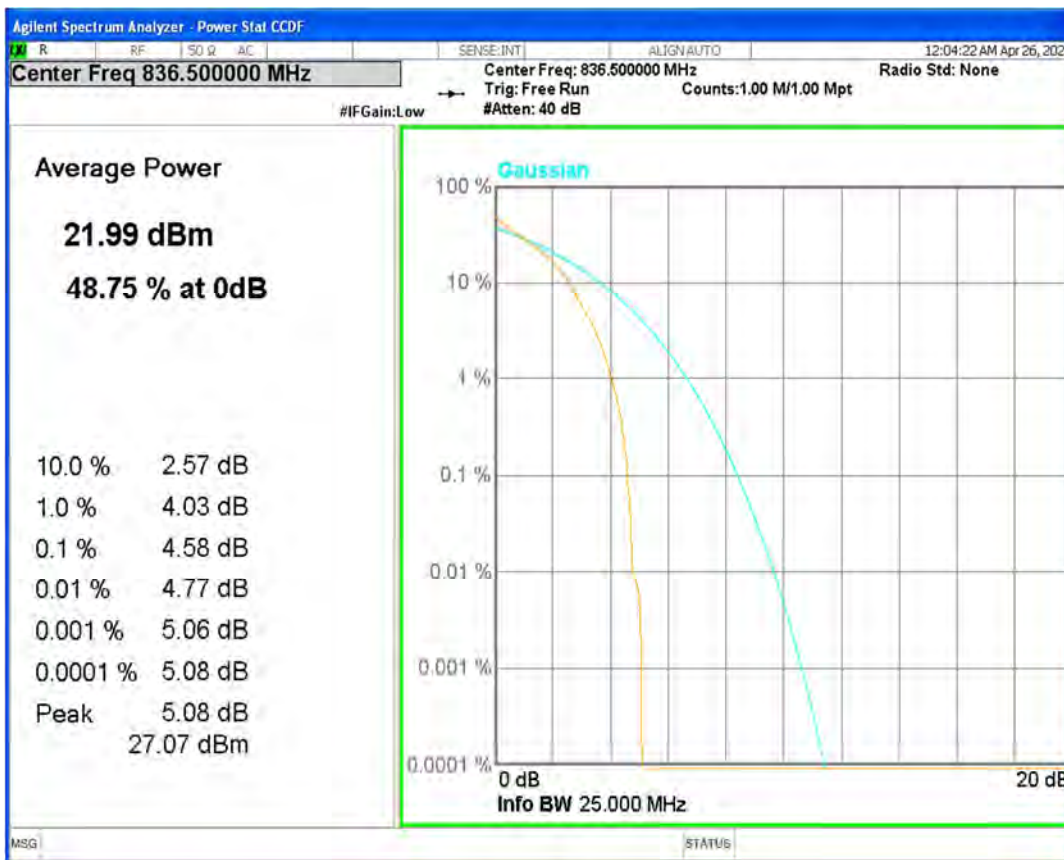 Agilent Spectrum Analyzer - Power Stat CCDF
R RF 50 Ω AC SENSE:INT ALIGN AUTO 12:04:22 AM Apr 26, 202
Center Freq 836.500000 MHz
Center Freq: 836.500000 MHz Radio Std: None
Trig: Free Run Counts:1.00 M/1.00 Mpt
#IFGain:Low #Atten: 40 dB
Average Power
21.99 dBm
48.75 % at 0dB
10.0 % 2.57 dB
1.0 % 4.03 dB
0.1 % 4.58 dB
0.01 % 4.77 dB
0.001 % 5.06 dB
0.0001 % 5.08 dB
Peak 5.08 dB
27.07 dBm
Gaussian
100 %
10 %
1 %
0.1 %
0.01 %
0.001 %
0.0001 %
0 dB 20 dB
Info BW 25.000 MHz
MSG STATUS